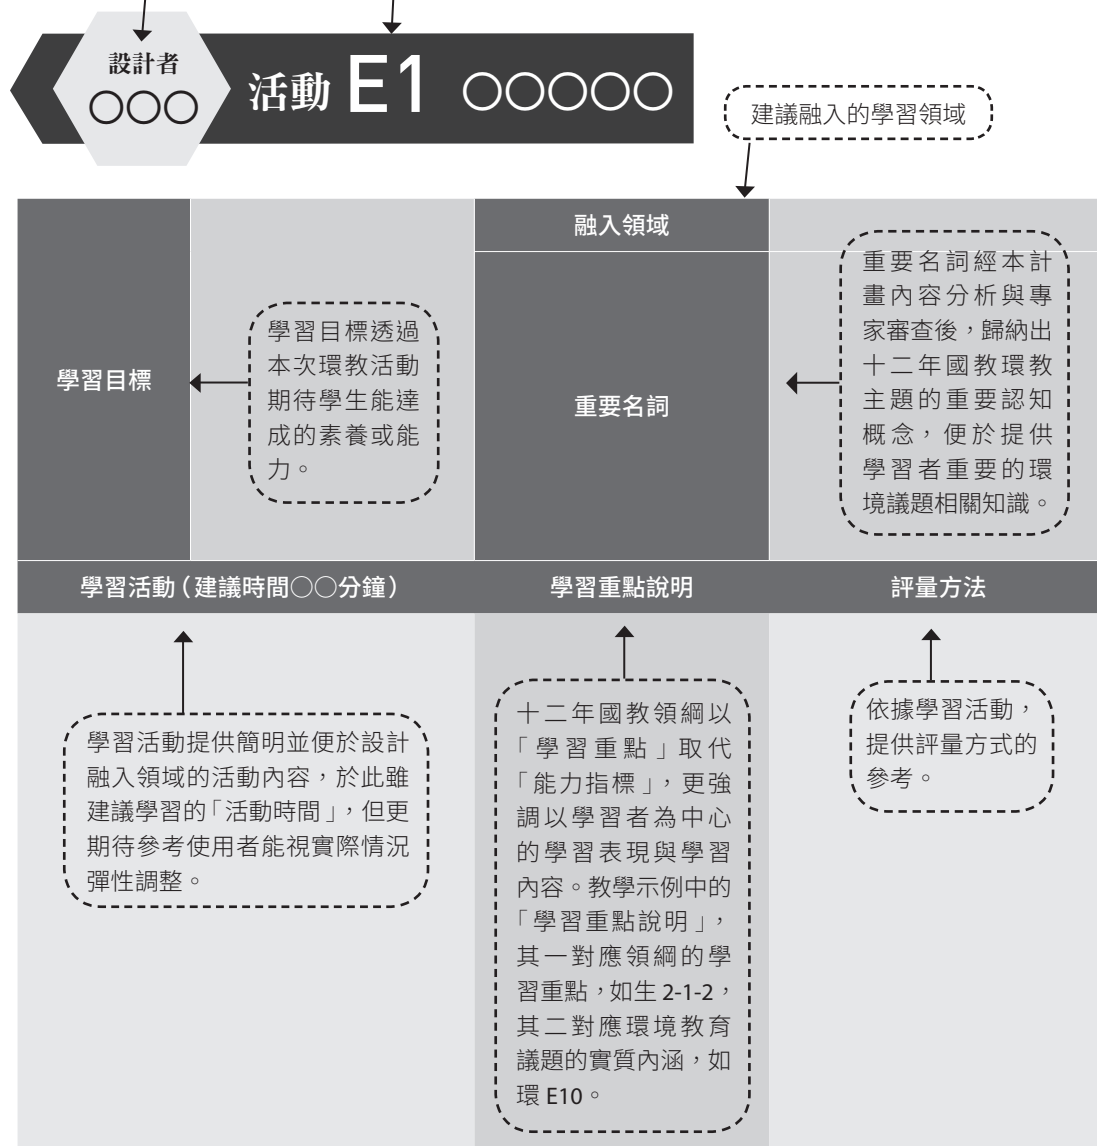 設計者
○○○
活動 E1 ○○○○○
建議融入的學習領域
融入領域
學習目標
學習目標透過
本次環教活動
期待學生能達
成的素養或能
力。
重要名詞
重要名詞經本計
畫內容分析與專
家審查後，歸納出
十二年國教環教
主題的重要認知
概念，便於提供
學習者重要的環
境議題相關知識。
學習活動（建議時間○○分鐘）
學習重點說明
評量方法
學習活動提供簡明並便於設計
融入領域的活動內容，於此雖
建議學習的「活動時間」，但更
期待參考使用者能視實際情況
彈性調整。
十二年國教領綱以
「學習重點」取代
「能力指標」，更強
調以學習者為中心
的學習表現與學習
內容。教學示例中的
「學習重點說明」，
其一對應領綱的學
習重點，如生 2-1-2，
其二對應環境教育
議題的實質內涵，如
環 E10。
依據學習活動，
提供評量方式的
參考。